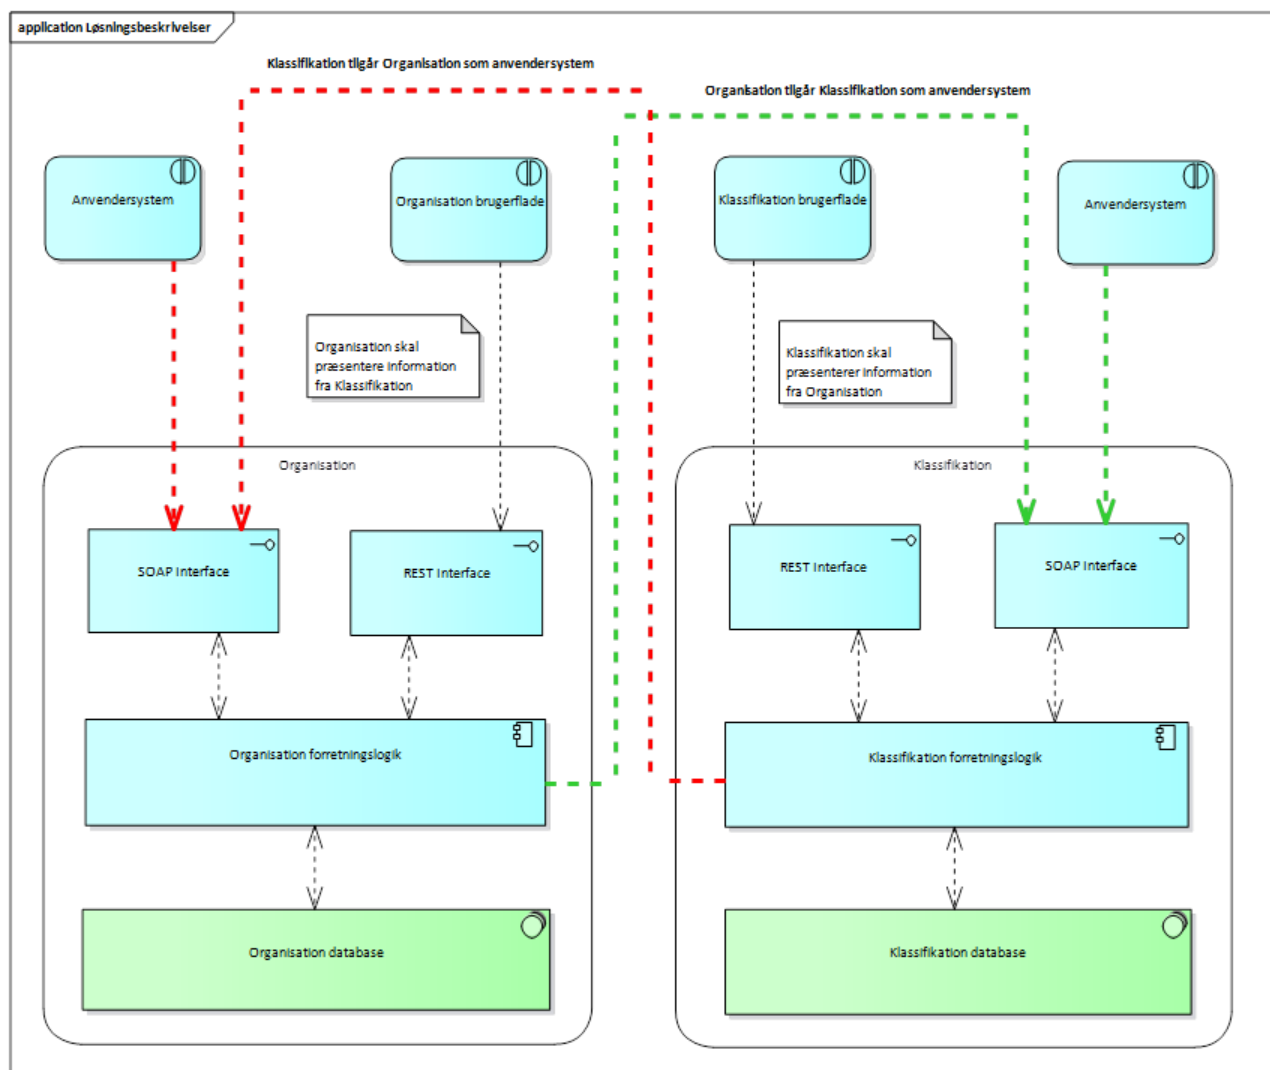 application Løsningsbeskrivelser
Klassifikation tilgår Organisation som anvendersystem
Organisation tilgår Klassifikation som anvendersystem
Anvendersystem
Organisation brugerflade
Klassifikation brugerflade
Anvendersystem
Organisation skal
præsentere information
fra Klassifikation
Klassifikation skal
præsenterer information
fra Organisation
Organisation
Klassifikation
SOAP Interface
REST Interface
REST Interface
SOAP Interface
Organisation forretningslogik
Klassifikation forretningslogik
Organisation database
Klassifikation database